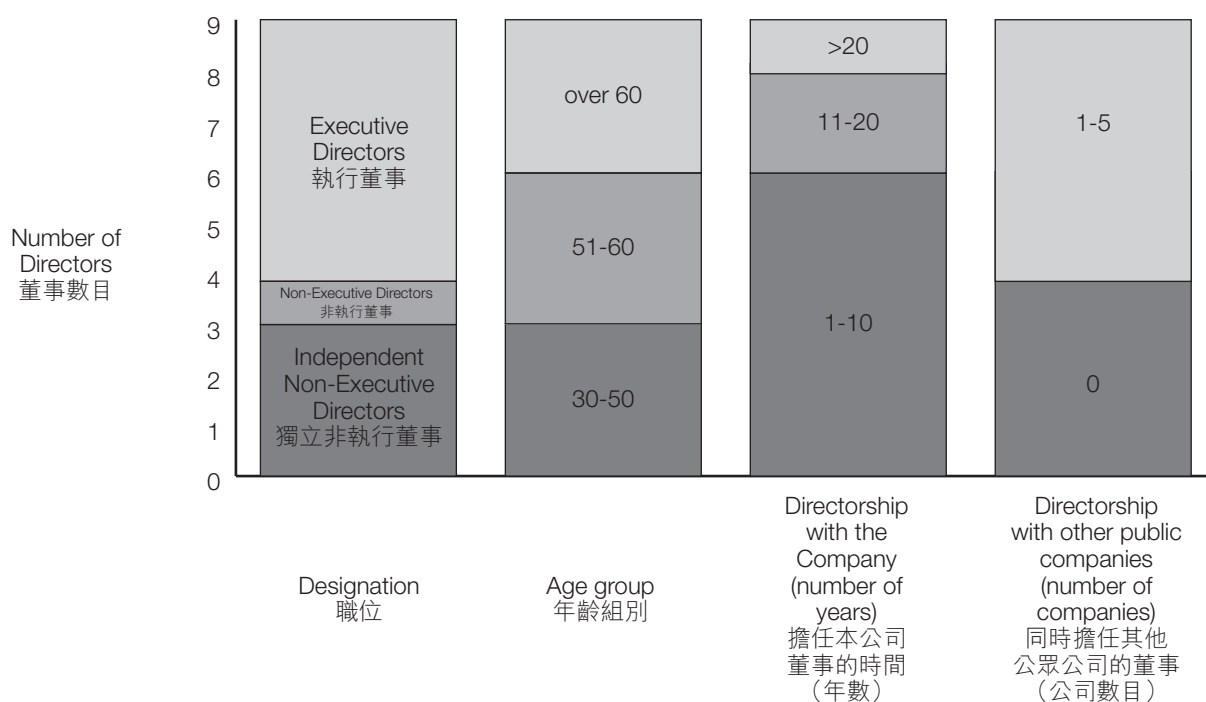 Number of
Directors
董事數目
9
8
7
6
5
4
3
2
1
0
Executive
Directors
執行董事
Non-Executive Directors
非執行董事
Independent
Non-Executive
Directors
獨立非執行董事
over 60
51-60
30-50
>20
11-20
1-10
1-5
0
Designation
職位
Age group
年齡組別
Directorship
with the
Company
(number of
years)
擔任本公司
董事的時間
（年數）
Directorship
with other public
companies
(number of
companies)
同時擔任其他
公眾公司的董事
（公司數目）